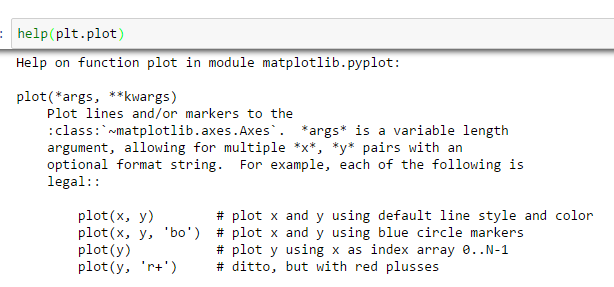 : help(plt.plot)
Help on function plot in module matplotlib.pyplot:
plot(*args, **kwargs)
Plot lines and/or markers to the
:class:`~matplotlib.axes.Axes`.  *args* is a variable length
argument, allowing for multiple *x*, *y* pairs with an
optional format string.  For example, each of the following is
legal::
plot(x, y)        # plot x and y using default line style and color
plot(x, y, 'bo')  # plot x and y using blue circle markers
plot(y)           # plot y using x as index array 0..N-1
plot(y, 'r+')     # ditto, but with red plusses